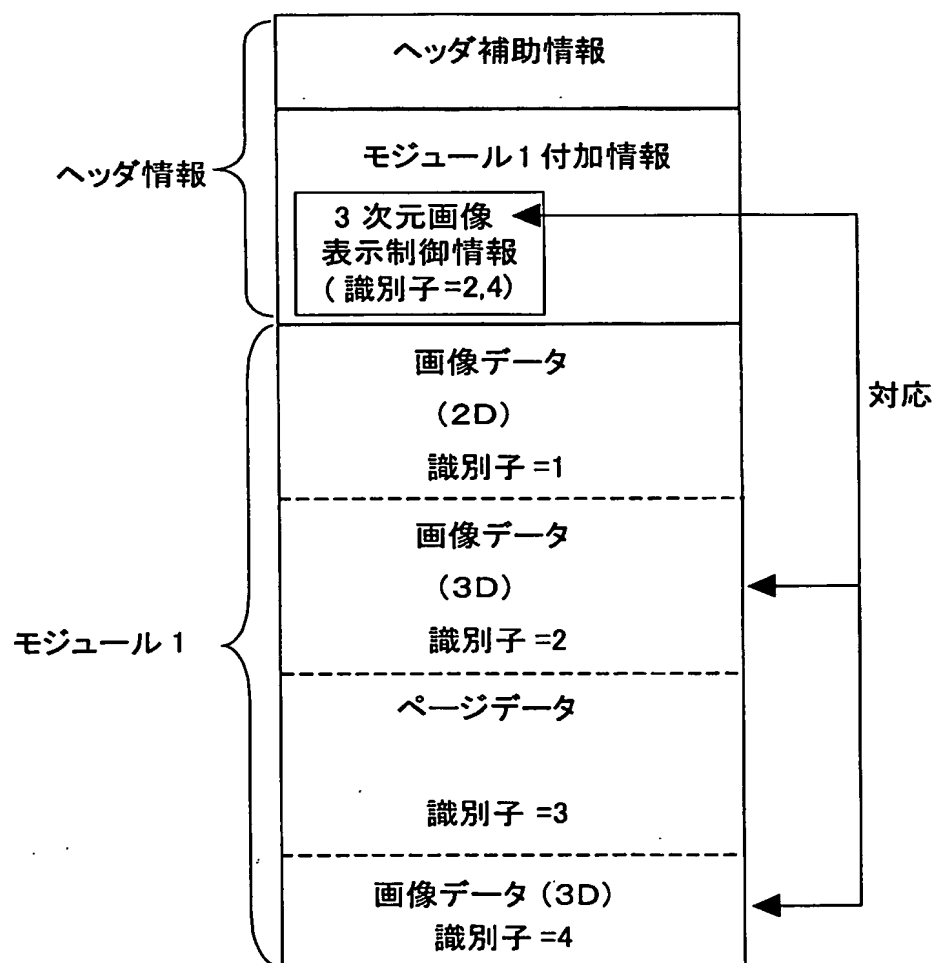 ヘッダ補助情報
モジュール1付加情報
ヘッダ情報
3次元画像
表示制御情報
(識別子=2,4)
画像データ
(2D)
識別子=1
対応
画像データ
(3D)
識別子=2
モジュール1
ページデータ
識別子=3
画像データ(3D)
識別子=4